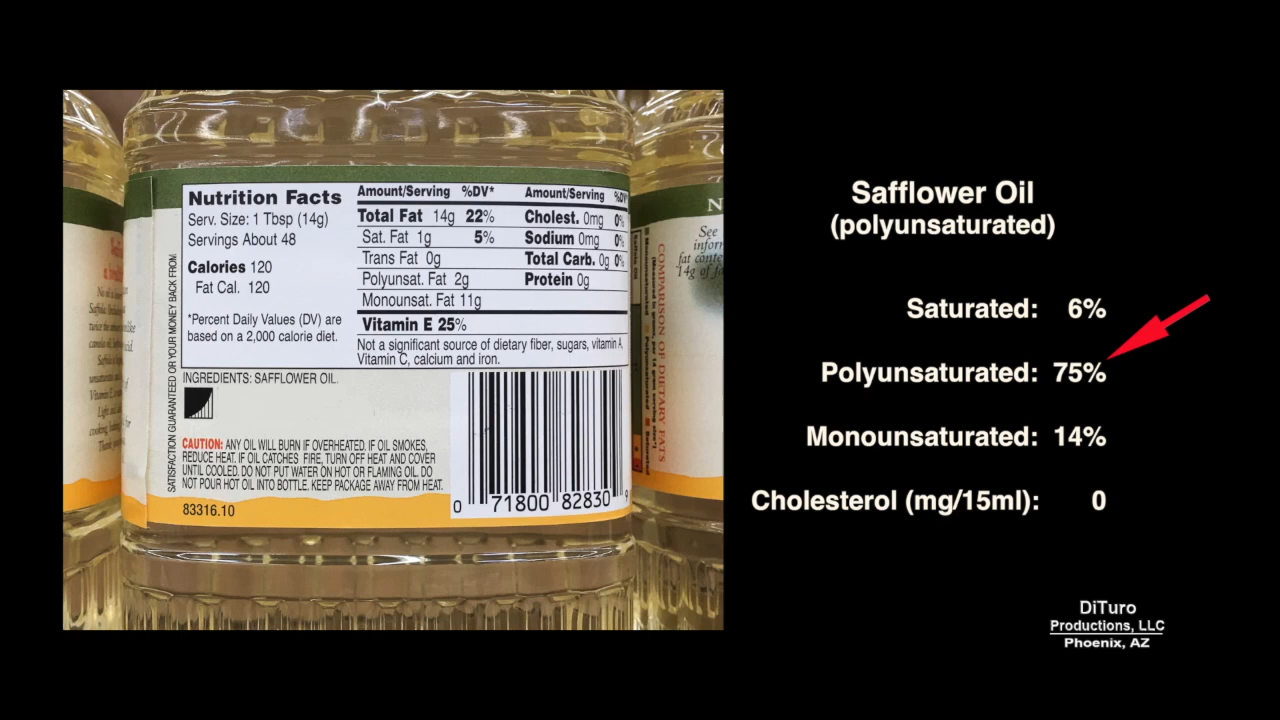 Nutrition Facts
Serv. Size: 1 Tbsp (14g)
Servings About 48
Calories 120
Fat Cal. 120
*Percent Daily Values (DV) are
based on a 2,000 calorie diet.
Amount/Serving %DV*
Total Fat 14g 22%
Sat. Fat 1g 5%
Trans Fat 0g
Polyunsat. Fat 2g
Monounsat. Fat 11g
Amount/Serving %DV*
Cholest. 0mg 0%
Sodium 0mg 0%
Total Carb. 0g 0%
Protein 0g
Vitamin E 25%
Not a significant source of dietary fiber, sugars, vitamin A,
Vitamin C, calcium and iron.
SATISFACTION GUARANTEED OR YOUR MONEY BACK FROM
INGREDIENTS: SAFFLOWER OIL.
CAUTION: ANY OIL WILL BURN IF OVERHEATED. IF OIL SMOKES,
REDUCE HEAT. IF OIL CATCHES FIRE, TURN OFF HEAT AND COVER
UNTIL COOLED. DO NOT PUT WATER ON HOT OR FLAMING OIL. DO
NOT POUR HOT OIL INTO BOTTLE. KEEP PACKAGE AWAY FROM HEAT.
83316.10
0 71800 82830 9
N
See
inform
fat conte
14g of fa
COMPARISON OF DIETARY FATS
Safflower Oil
(polyunsaturated)
Saturated: 6%
Polyunsaturated: 75%
Monounsaturated: 14%
Cholesterol (mg/15ml): 0
DiTuro
Productions, LLC
Phoenix, AZ